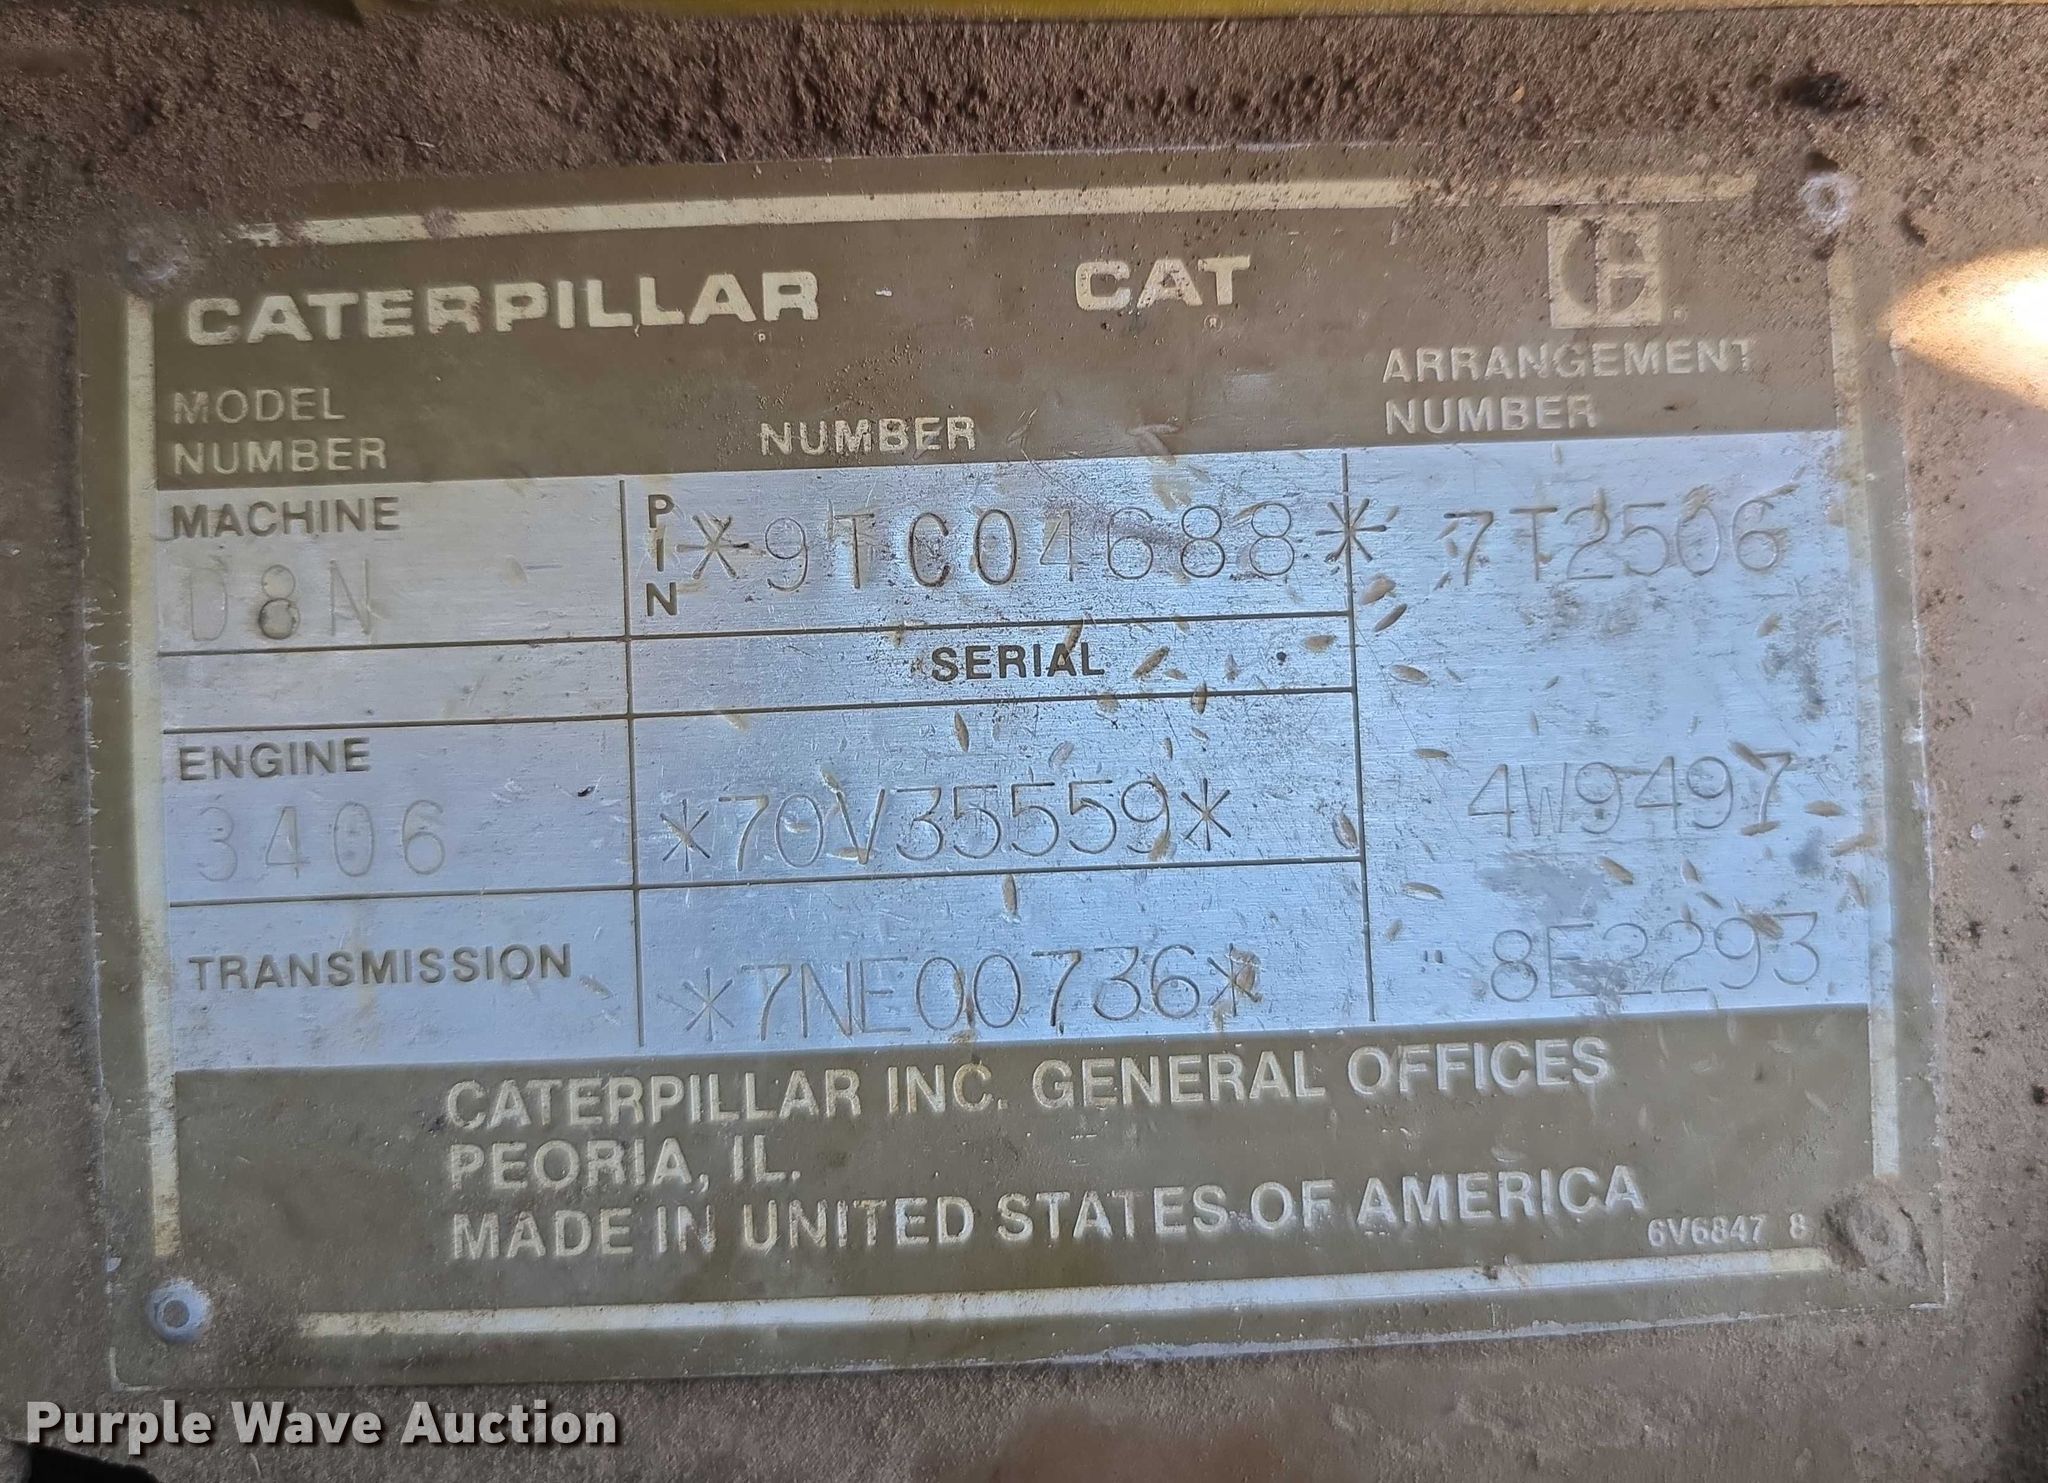 CATERPILLAR CAT
MODEL NUMBER
NUMBER
ARRANGEMENT NUMBER
MACHINE
D8N
PIN
*9TC04688*
7T2506
SERIAL
ENGINE
3406
*70V35559*
4W9497
TRANSMISSION
*7NE00736*
8E2293
CATERPILLAR INC. GENERAL OFFICES
PEORIA, IL.
MADE IN UNITED STATES OF AMERICA
6V6847 8
Purple Wave Auction